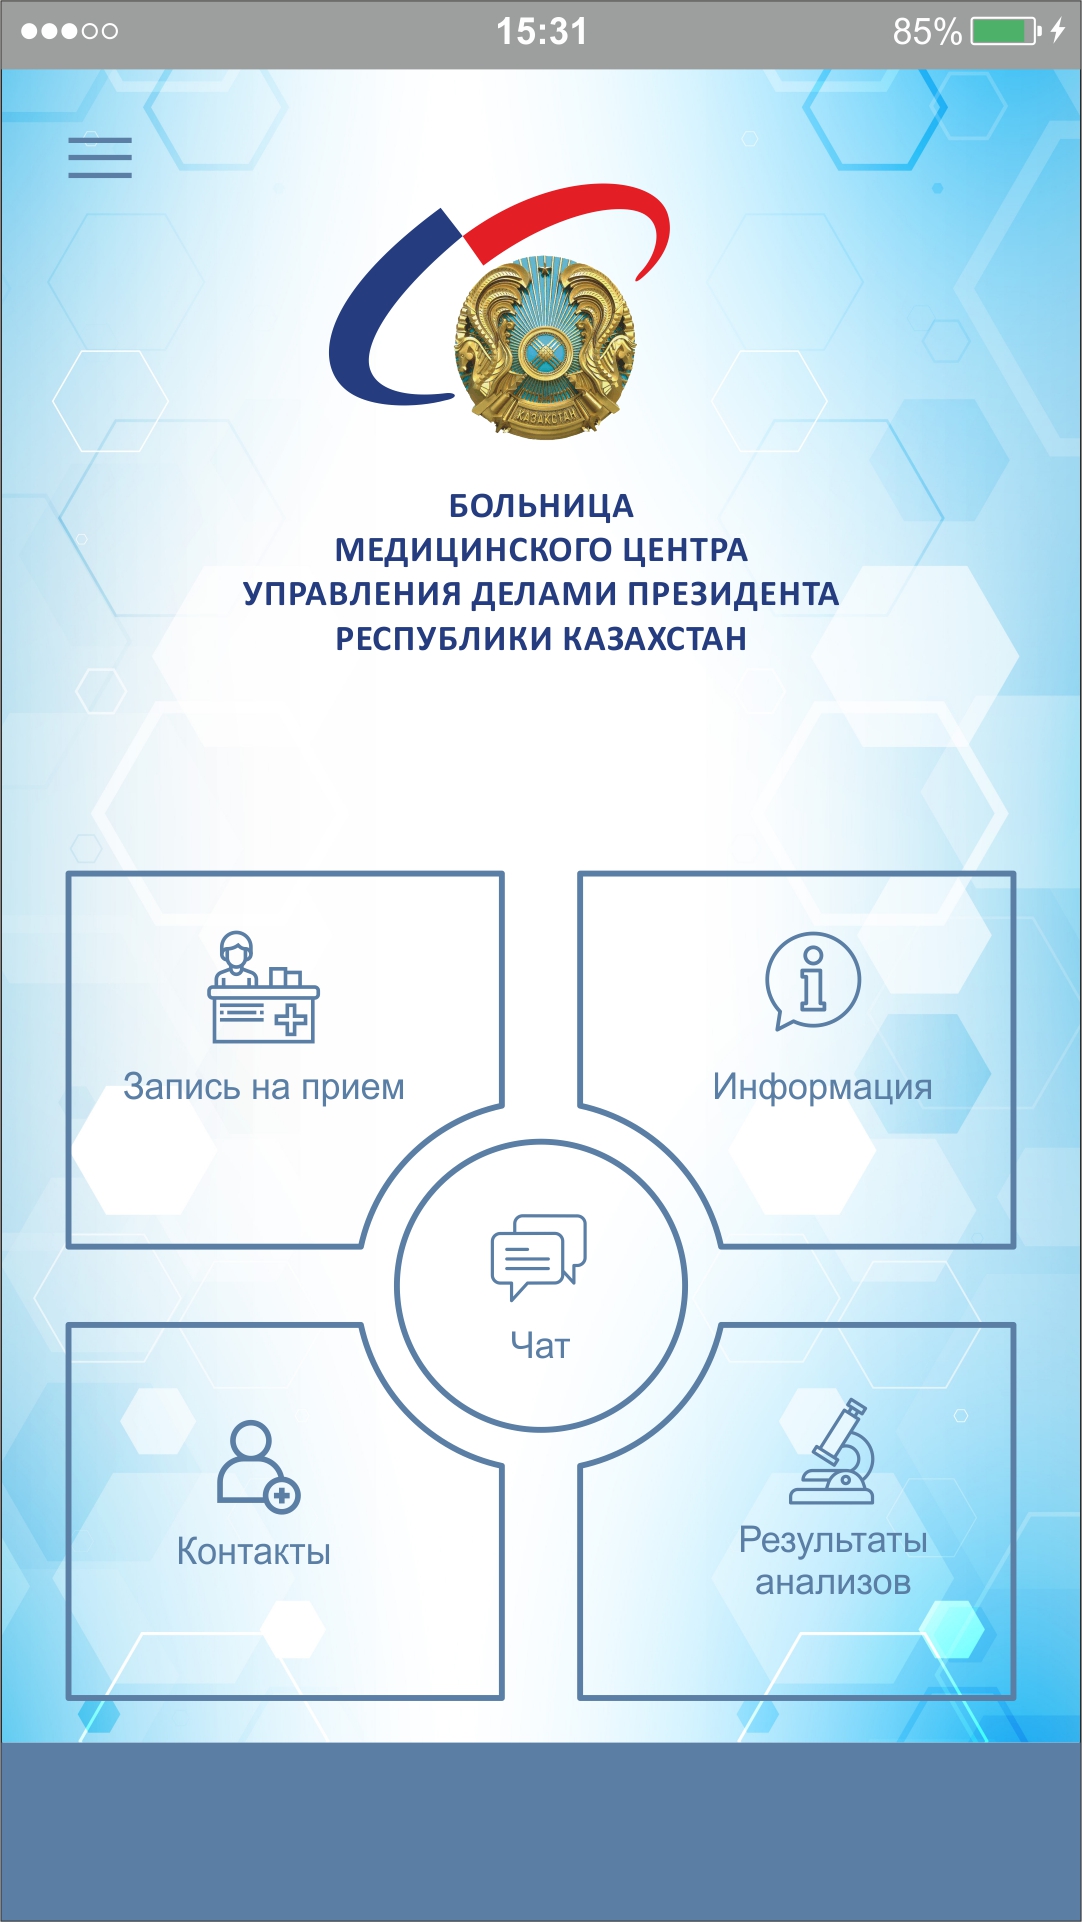 15:31
85%
ҚАЗАҚСТАН
БОЛЬНИЦА
МЕДИЦИНСКОГО ЦЕНТРА
УПРАВЛЕНИЯ ДЕЛАМИ ПРЕЗИДЕНТА
РЕСПУБЛИКИ КАЗАХСТАН
Запись на прием
Информация
Чат
Контакты
Результаты
анализов